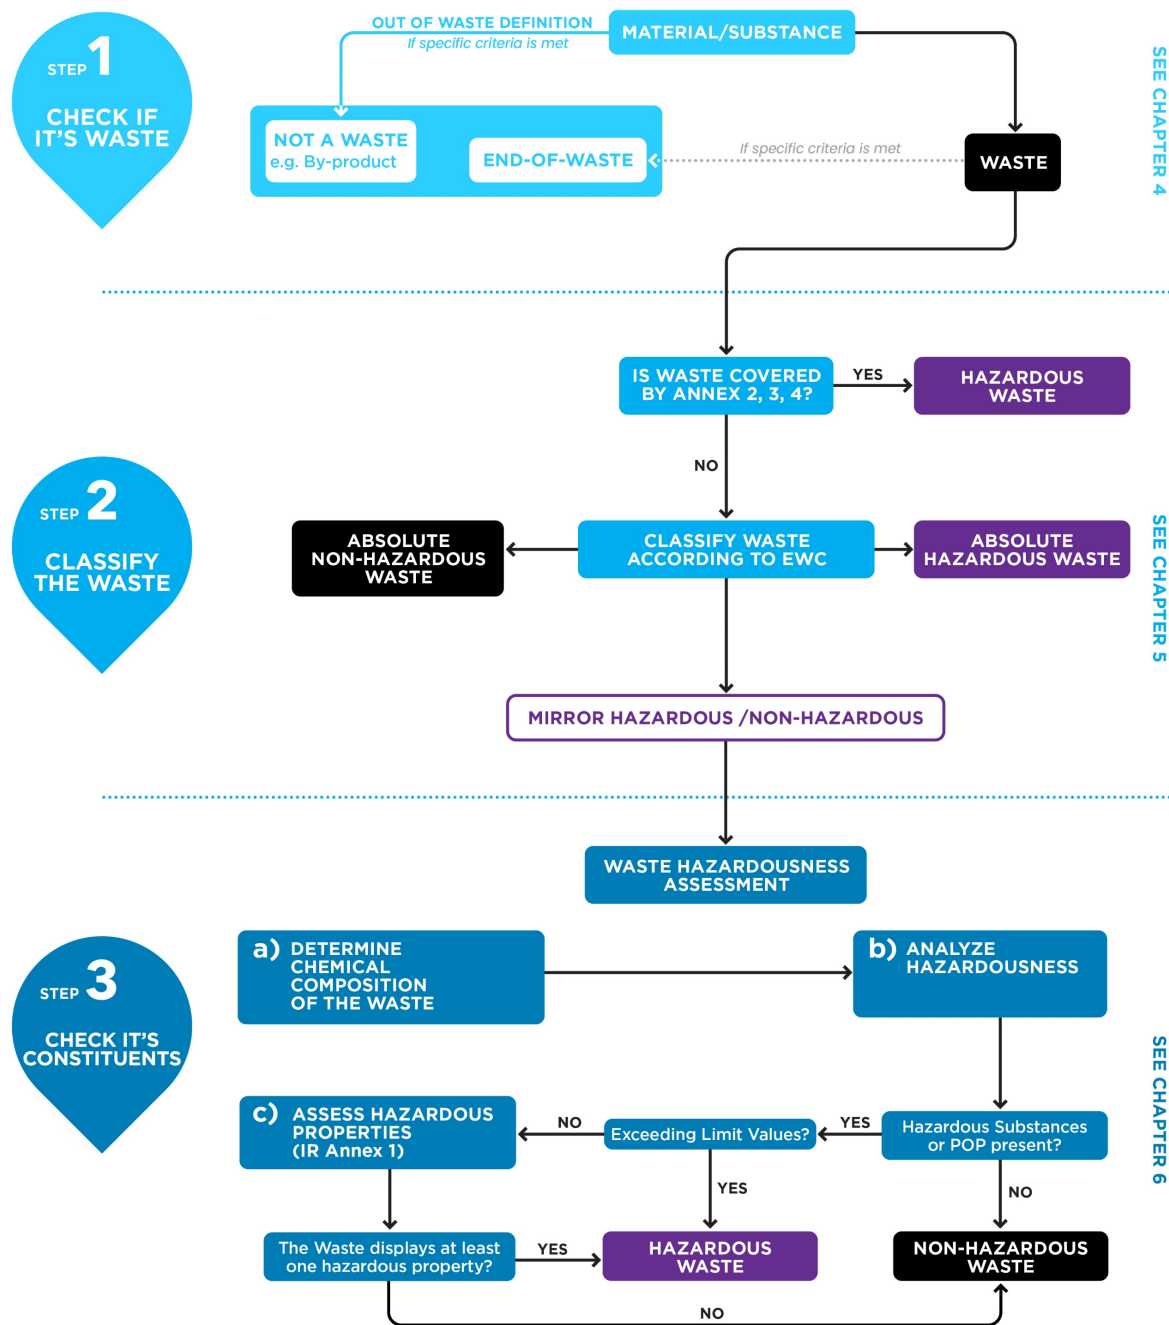 STEP 1
CHECK IF
IT'S WASTE
OUT OF WASTE DEFINITION
If specific criteria is met
MATERIAL/SUBSTANCE
NOT A WASTE
e.g. By-product
END-OF-WASTE
If specific criteria is met
WASTE
SEE CHAPTER 4
STEP 2
CLASSIFY
THE WASTE
IS WASTE COVERED
BY ANNEX 2, 3, 4?
YES
HAZARDOUS
WASTE
NO
ABSOLUTE
NON-HAZARDOUS
WASTE
CLASSIFY WASTE
ACCORDING TO EWC
ABSOLUTE
HAZARDOUS WASTE
MIRROR HAZARDOUS /NON-HAZARDOUS
SEE CHAPTER 5
WASTE HAZARDOUSNESS
ASSESSMENT
STEP 3
CHECK IT'S
CONSTITUENTS
a) DETERMINE
CHEMICAL
COMPOSITION
OF THE WASTE
b) ANALYZE
HAZARDOUSNESS
c) ASSESS HAZARDOUS
PROPERTIES
(IR Annex 1)
NO
Exceeding Limit Values?
YES
Hazardous Substances
or POP present?
YES
NO
The Waste displays at least
one hazardous property?
YES
HAZARDOUS
WASTE
NON-HAZARDOUS
WASTE
NO
SEE CHAPTER 6